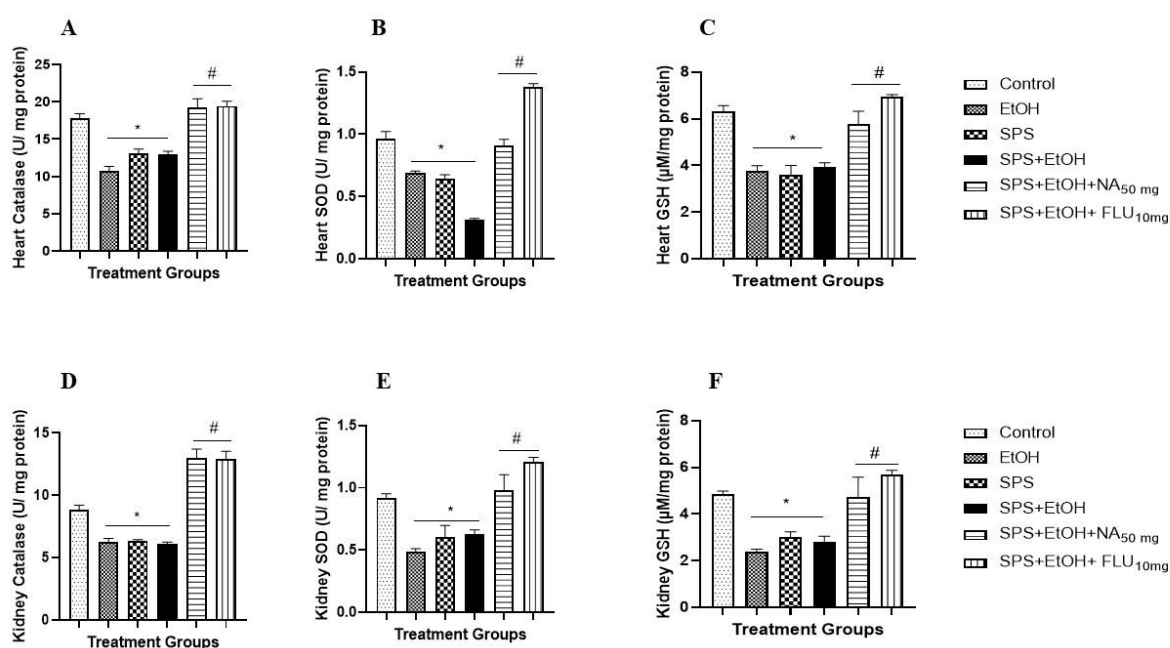 A
Heart Catalase (U/ mg protein)
25
20
15
10
5
0
*
#
Treatment Groups
B
Heart SOD (U/ mg protein)
1.5
1.0
0.5
0.0
*
#
Treatment Groups
C
Heart GSH (µM/mg protein)
8
6
4
2
0
*
#
Treatment Groups
Control
EtOH
SPS
SPS+EtOH
SPS+EtOH+NA50 mg
SPS+EtOH+ FLU10mg
D
Kidney Catalase (U/ mg protein)
15
10
5
0
*
#
Treatment Groups
E
Kidney SOD (U/ mg protein)
1.5
1.0
0.5
0.0
*
#
Treatment Groups
F
Kidney GSH (µM/mg protein)
8
6
4
2
0
*
#
Treatment Groups
Control
EtOH
SPS
SPS+EtOH
SPS+EtOH+NA50 mg
SPS+EtOH+ FLU10mg